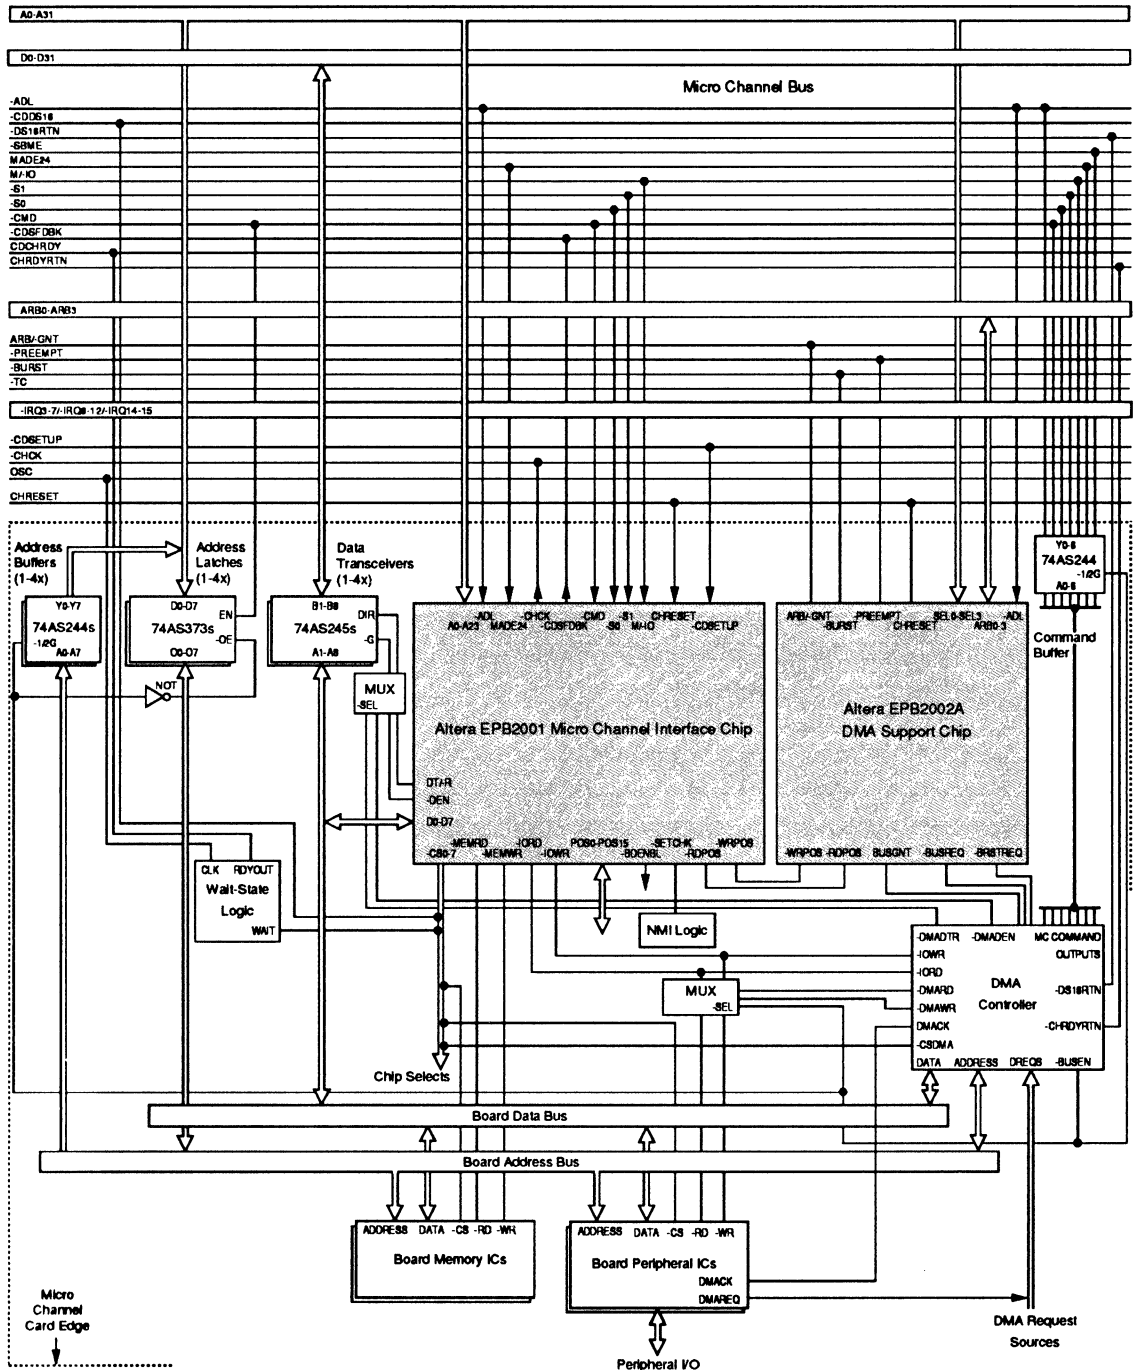 A0-A31
D0-D31
Micro Channel Bus
-ADL
-CDDS16
-DS16RTN
-SBHE
MADE24
M/-IO
-S1
-S0
-CMD
-CDSFDBK
CDCHRDY
CHRDYRTN
ARB0-ARB3
ARB/-GNT
-PREEMPT
-BURST
-TC
-IRQ3-7/-IRQ9-12/-IRQ14-15
-CDSETUP
-CHCK
OSC
CHRESET
Address
Buffers
(1-4x)
Address
Latches
(1-4x)
Data
Transceivers
(1-4x)
Y0-Y7
74AS244s
-1/2G
A0-A7
D0-D7
EN
74AS373s
-OE
O0-O7
B1-B8
DIR
74AS245s
-G
A1-A8
NOT
MUX
-SEL
-ADL
-CHCK
-CMD
-S1
CHRESET
A0-A23
MADE24
-CDSFDBK
-S0
M/-IO
-CDSETUP
Altera EPB2001 Micro Channel Interface Chip
DT/-R
-DEN
D0-D7
-MEMRD
-IORD
POS0-POS15
-SETCHK
-WRPOS
-CS0-7
-MEMWR
-IOWR
-BDENBL
-RDPOS
ARB/-GNT
-PREEMPT
SEL0-SEL3
-ADL
-BURST
CHRESET
ARB0-3
Altera EPB2002A
DMA Support Chip
-WRPOS
-RDPOS
BUSGNT
-BUSREQ
-BRSTREQ
Y0-6
74AS244
-1/2G
A0-6
Command
Buffer
CLK
RDYOUT
Wait-State
Logic
WAIT
NMI Logic
MUX
-SEL
-DMADTR
-DMADEN
MC COMMAND
OUTPUTS
-IOWR
-IORD
-DMARD
-DMAWR
DMACK
-CSDMA
DMA
Controller
-DS16RTN
-CHRDYRTN
DATA
ADDRESS
DREQS
-BUSEN
Chip Selects
Board Data Bus
Board Address Bus
ADDRESS
DATA
-CS
-RD
-WR
Board Memory ICs
ADDRESS
DATA
-CS
-RD
-WR
Board Peripheral ICs
DMACK
DMAREQ
Micro
Channel
Card Edge
DMA Request
Sources
Peripheral I/O